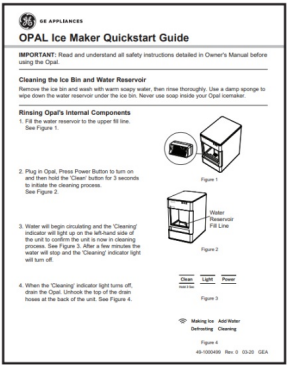 GE APPLIANCES
OPAL Ice Maker Quickstart Guide
IMPORTANT: Read and understand all safety instructions detailed in Owner's Manual before
using the Opal.
Cleaning the Ice Bin and Water Reservoir
Remove the ice bin and wash with warm soapy water, then rinse thoroughly. Use a damp sponge to
wipe down the water reservoir under the ice bin. Never use soap inside your Opal icemaker.
Rinsing Opal's Internal Components
1. Fill the water reservoir to the upper fill line.
See Figure 1.
Figure 1
2. Plug in Opal, Press Power Button to turn on
and then hold the 'Clean' button for 3 seconds
to initiate the cleaning process.
See Figure 2.
Water
Reservoir
Fill Line
Figure 2
3. Water will begin circulating and the 'Cleaning'
indicator will light up on the left-hand side of
the unit to confirm the unit is now in cleaning
process. See Figure 3. After a few minutes the
water will stop and the 'Cleaning' indicator light
will turn off.
Clean Light Power
Figure 3
4. When the 'Cleaning' indicator light turns off,
drain the Opal. Unhook the top of the drain
hoses at the back of the unit. See Figure 4.
Making Ice Add Water
Defrosting Cleaning
Figure 4
49-1000499 Rev. 0 03-20 GEA